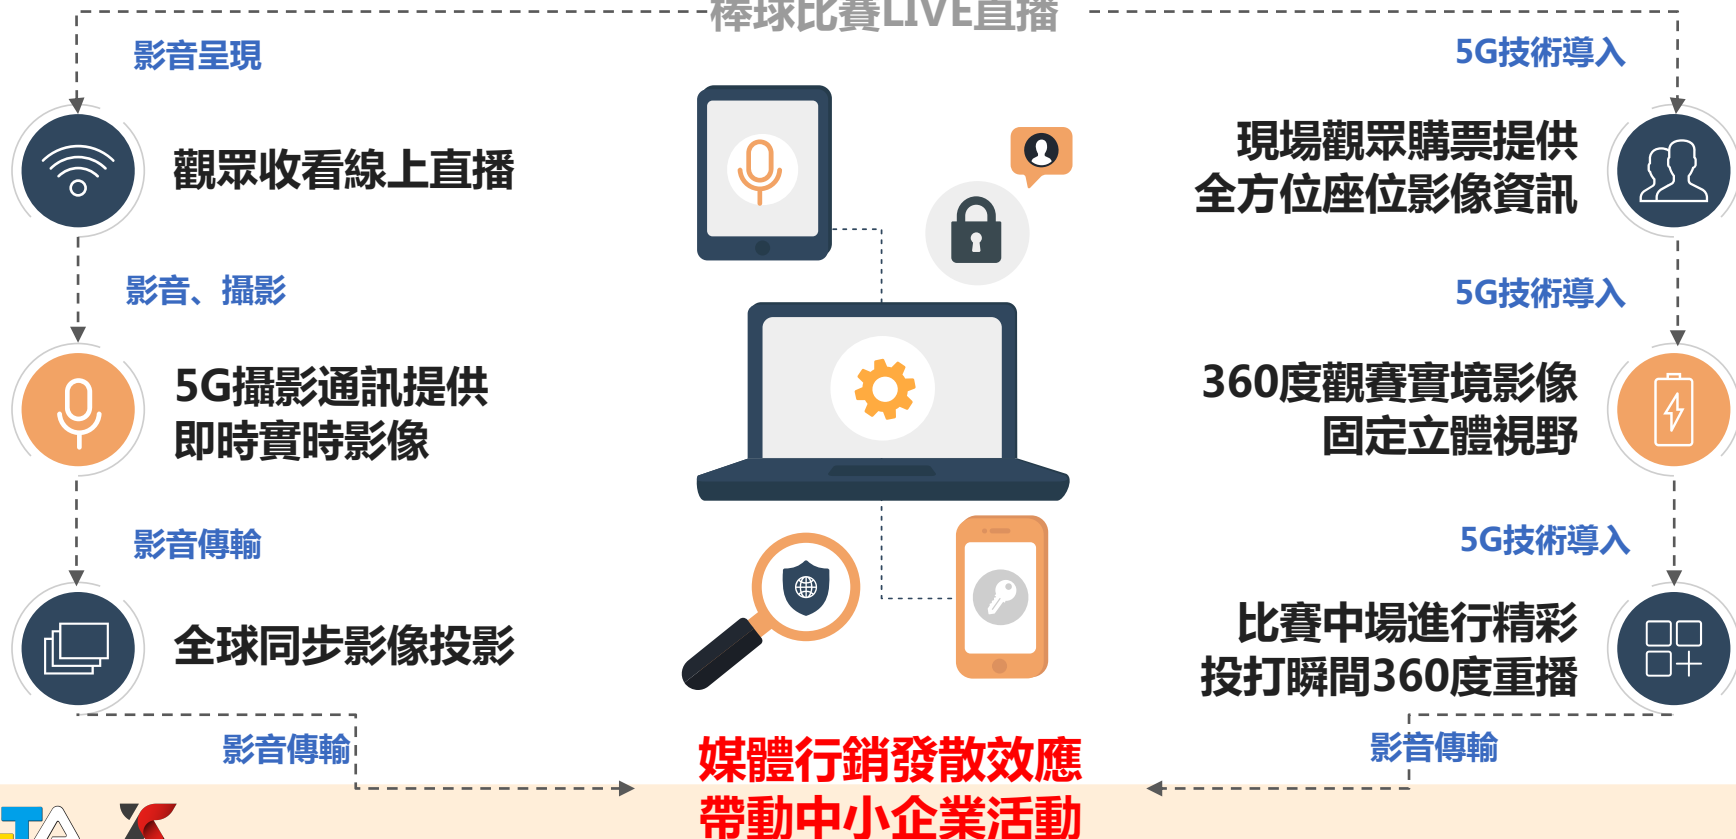 棒球比賽LIVE直播
影音呈現
觀眾收看線上直播
影音、攝影
5G攝影通訊提供
即時實時影像
影音傳輸
全球同步影像投影
影音傳輸
5G技術導入
現場觀眾購票提供
全方位座位影像資訊
5G技術導入
360度觀賽實境影像
固定立體視野
5G技術導入
比賽中場進行精彩
投打瞬間360度重播
影音傳輸
媒體行銷發散效應
帶動中小企業活動